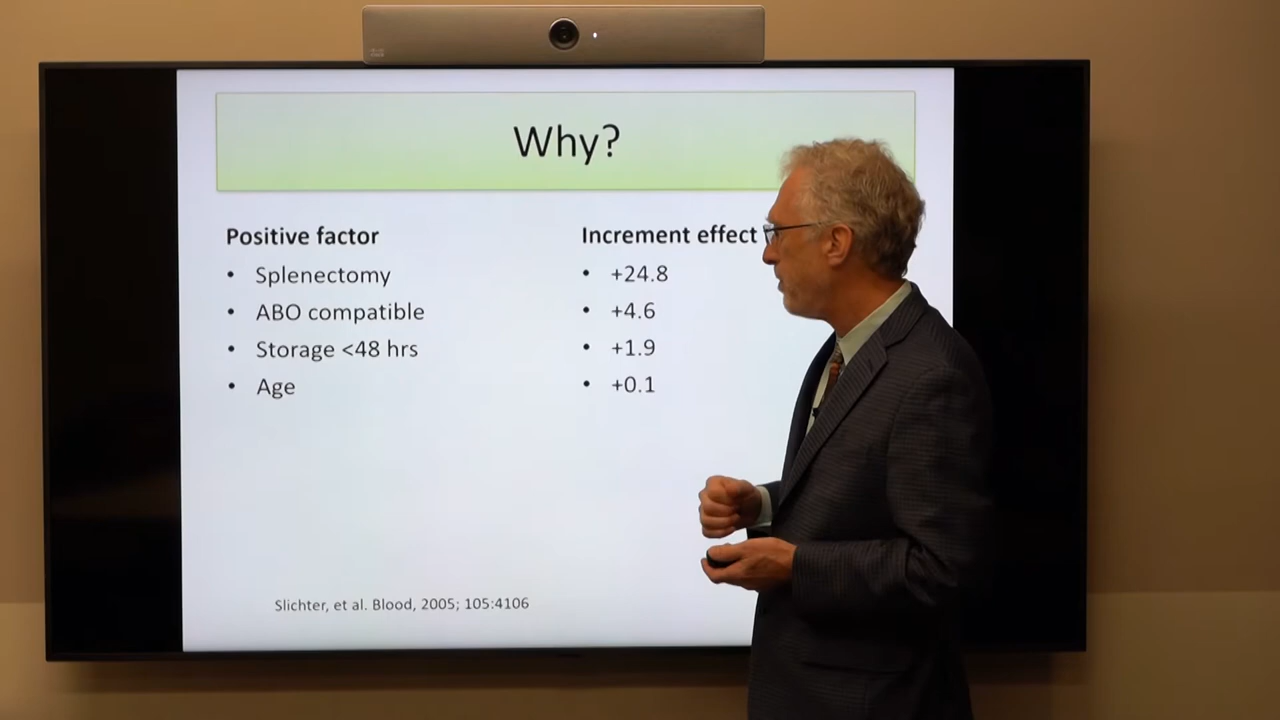 Why?
Positive factor
• Splenectomy
• ABO compatible
• Storage <48 hrs
• Age
Increment effect
• +24.8
• +4.6
• +1.9
• +0.1
Slichter, et al. Blood, 2005; 105:4106